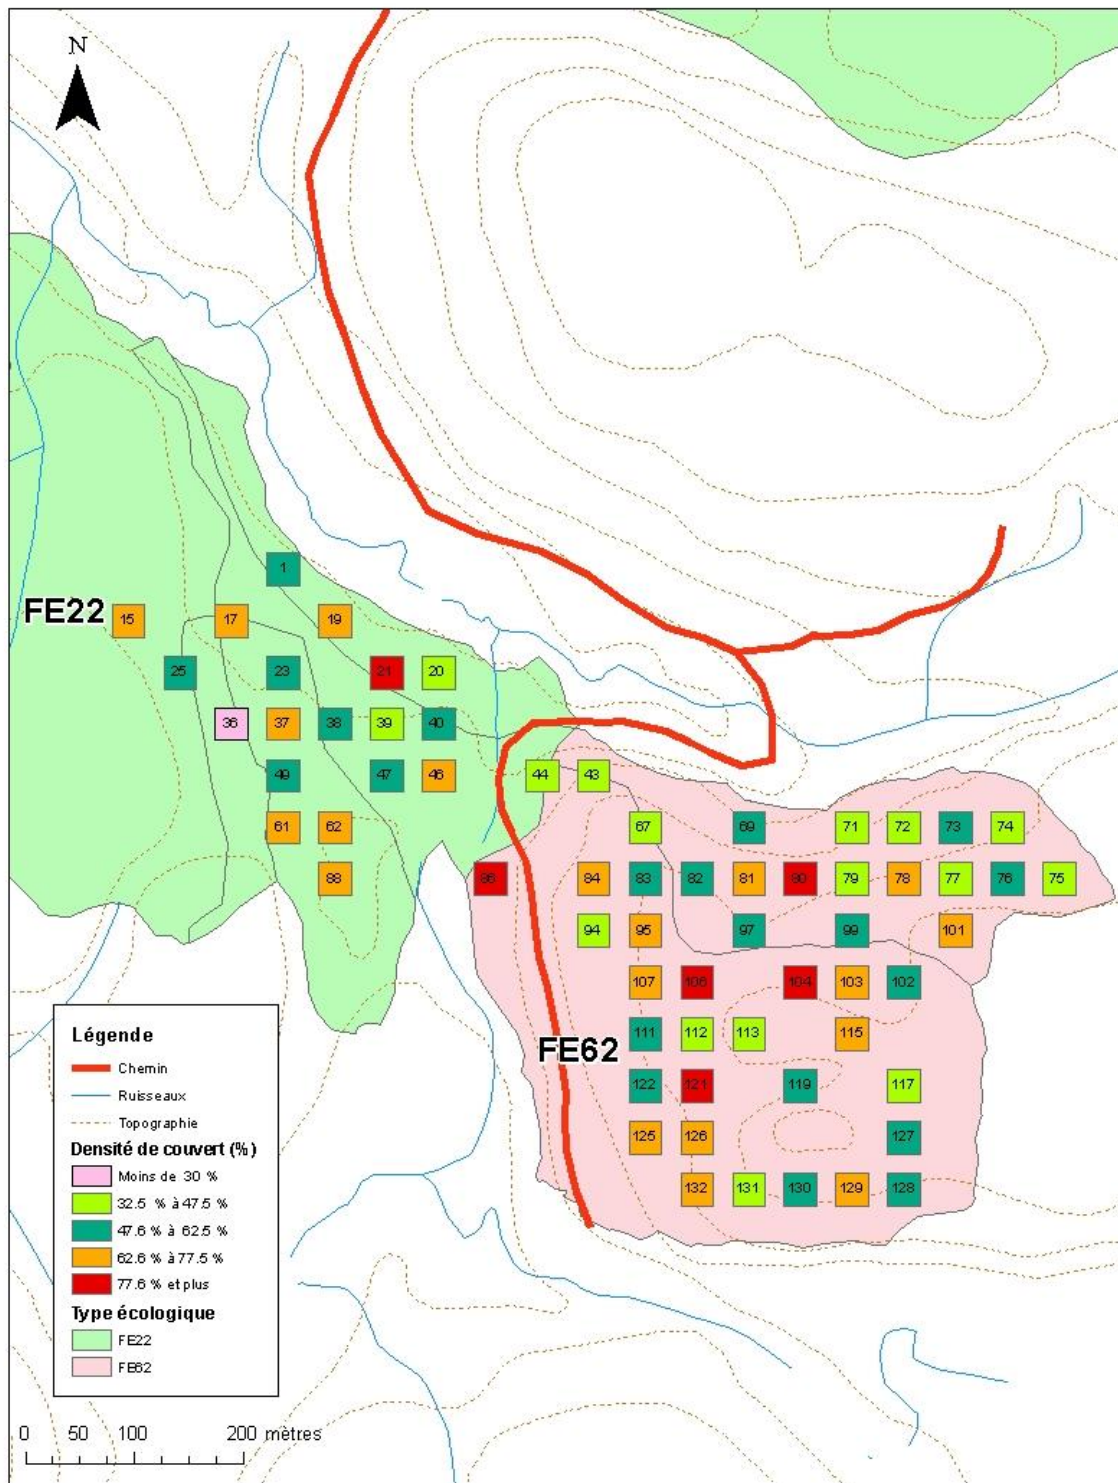 N
1
FE22
15 17 19
25 23 21 20
36 37 38 39 40
49 47 46 44 43
61 62 67 69 71 72 73 74
88 86 84 83 82 81 80 79 78 77 76 75
94 95 97 99 101
107 106 104 103 102
FE62
111 112 113 115
122 121 119 117
125 126 127
132 131 130 129 128
Légende
Chemin
Ruisseaux
Topographie
Densité de couvert (%)
Moins de 30 %
32.5 % à 47.5 %
47.6 % à 62.5 %
62.6 % à 77.5 %
77.6 % et plus
Type écologique
FE22
FE62
0 50 100 200 mètres